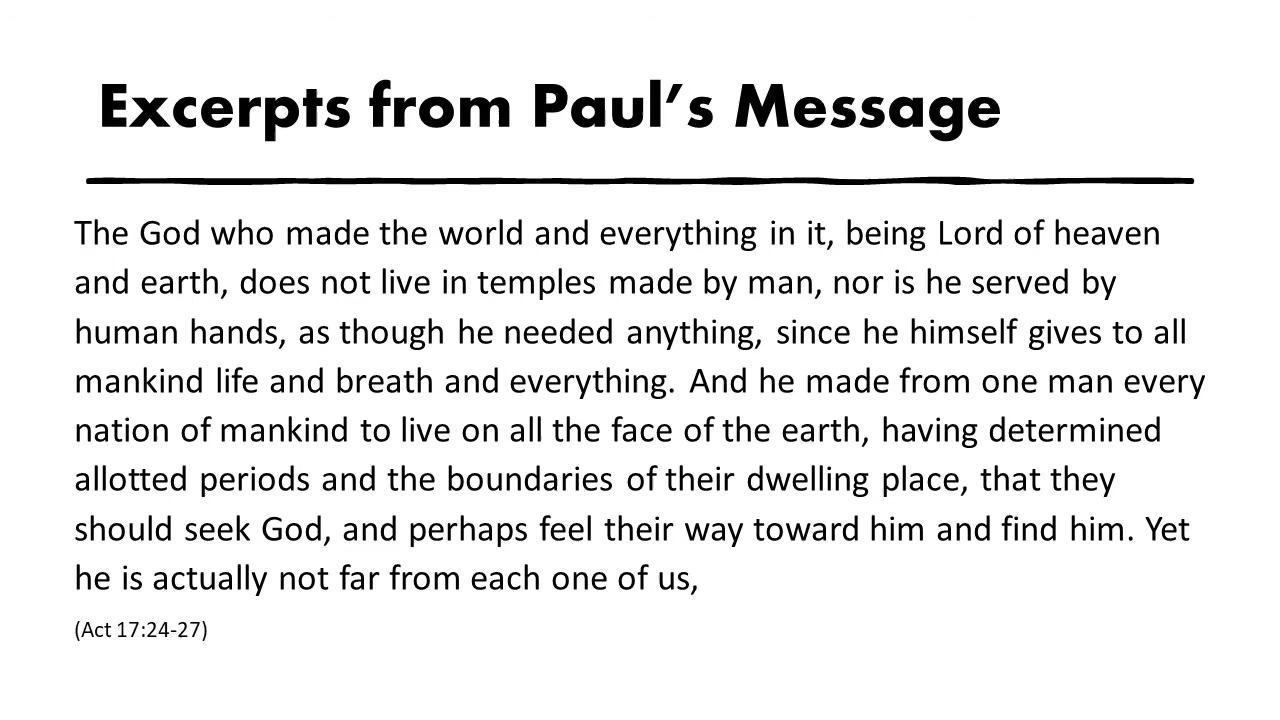 Excerpts from Paul’s Message
The God who made the world and everything in it, being Lord of heaven
and earth, does not live in temples made by man, nor is he served by
human hands, as though he needed anything, since he himself gives to all
mankind life and breath and everything. And he made from one man every
nation of mankind to live on all the face of the earth, having determined
allotted periods and the boundaries of their dwelling place, that they
should seek God, and perhaps feel their way toward him and find him. Yet
he is actually not far from each one of us,
(Act 17:24-27)